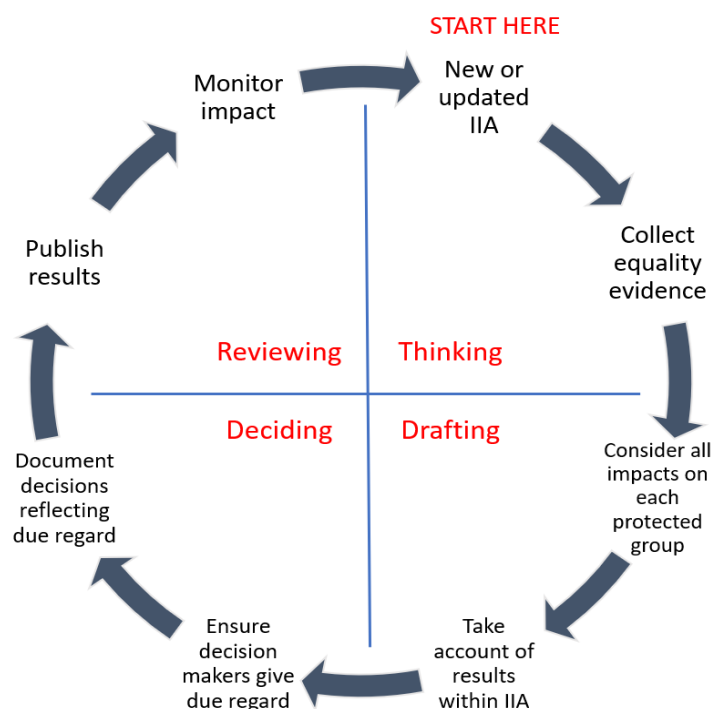 START HERE
New or
updated
IIA
Collect
equality
evidence
Consider all
impacts on
each
protected
group
Take
account of
results
within IIA
Ensure
decision
makers give
due regard
Document
decisions
reflecting
due regard
Publish
results
Monitor
impact
Reviewing
Thinking
Deciding
Drafting